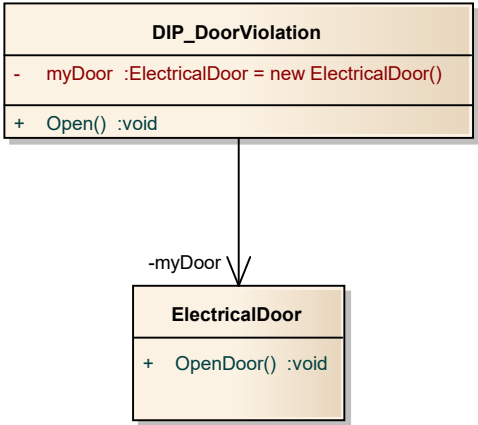 DIP_DoorViolation
- myDoor :ElectricalDoor = new ElectricalDoor()
+ Open() :void
-myDoor
ElectricalDoor
+ OpenDoor() :void